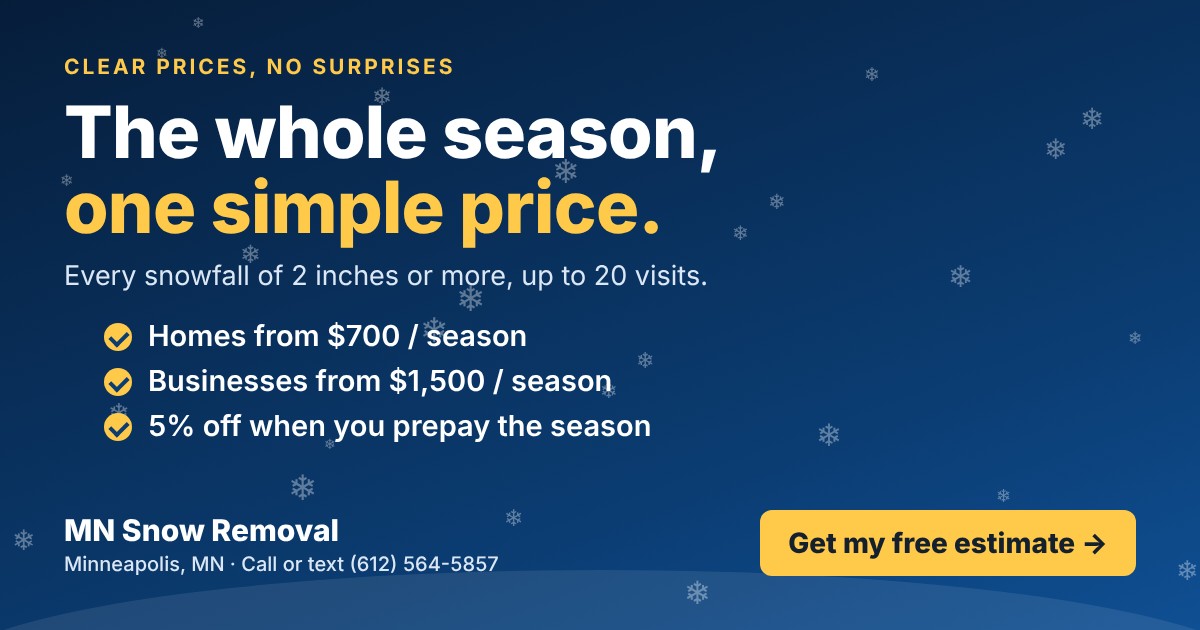 CLEAR PRICES, NO SURPRISES
The whole season,
one simple price.
Every snowfall of 2 inches or more, up to 20 visits.
Homes from $700 / season
Businesses from $1,500 / season
5% off when you prepay the season
MN Snow Removal
Minneapolis, MN · Call or text (612) 564-5857
Get my free estimate →